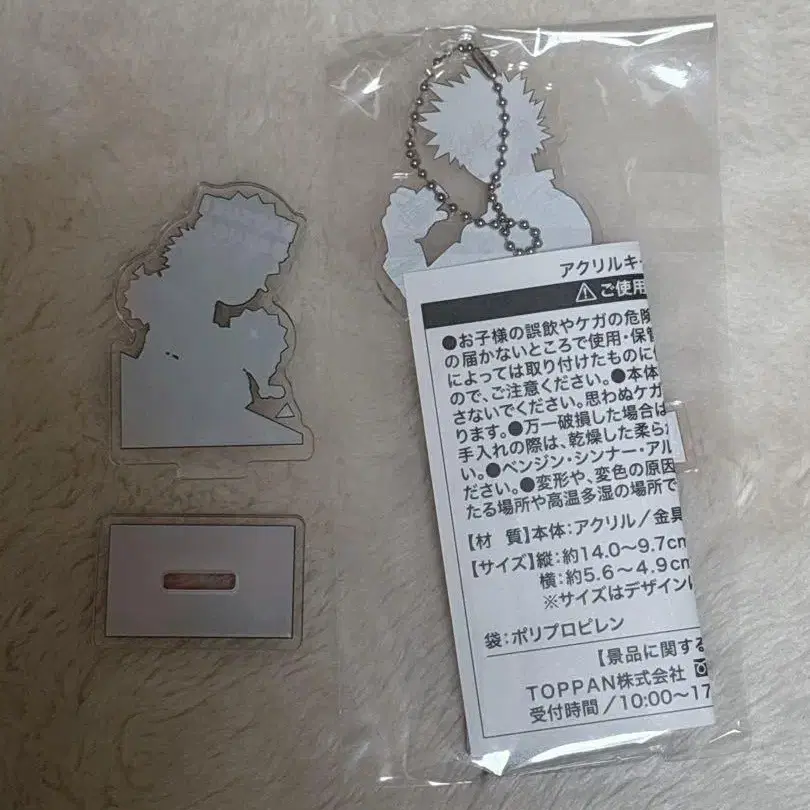 アクリルキー
⚠ご使用
●お子様の誤飲やケガの危険
の届かないところで使用・保管
によっては取り付けたものに
ので、ご注意ください。●本体
さないでください。思わぬケガ
ります。●万一破損した場合は
手入れの際は、乾燥した柔ら
い。●ベンジン・シンナー・アル
ださい。●変形や、変色の原因
たる場所や高温多湿の場所で
【材 質】本体:アクリル/金具
【サイズ】縦:約14.0～9.7cm
横:約5.6～4.9cm
※サイズはデザインに
袋:ポリプロピレン
【景品に関する
TOPPAN株式会社
受付時間/10:00～17